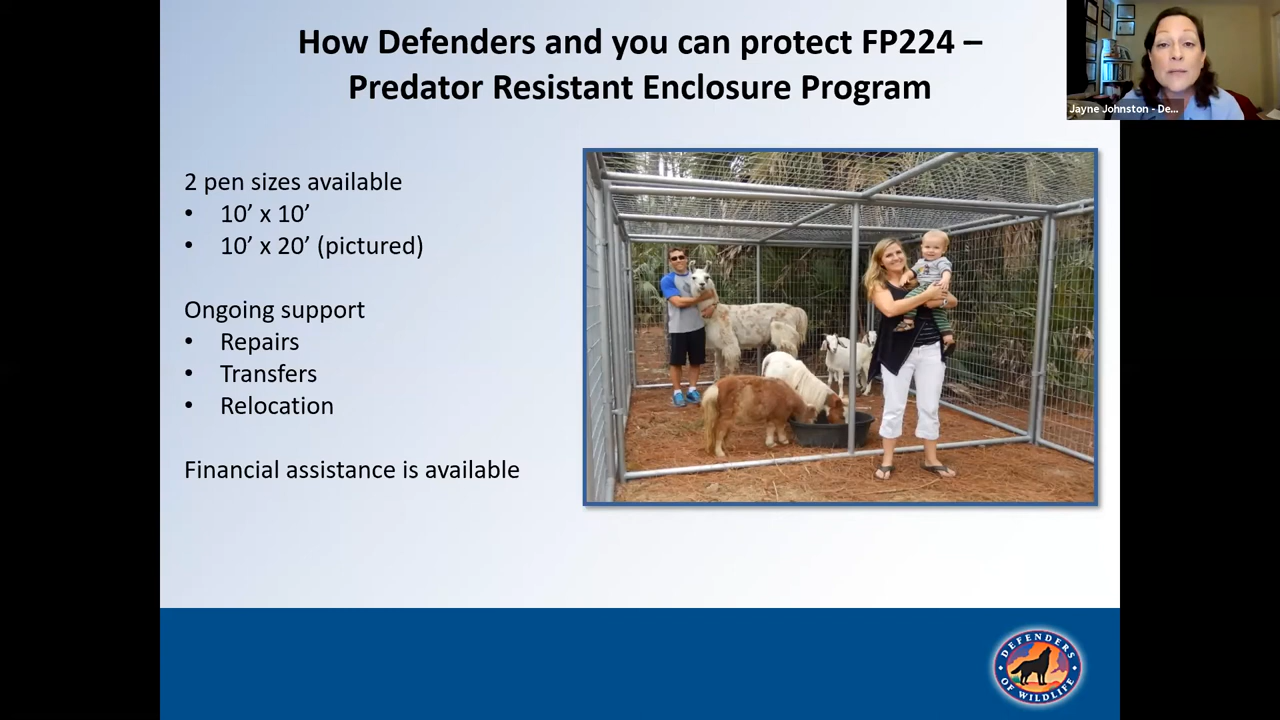 How Defenders and you can protect FP224 –
Predator Resistant Enclosure Program
Jayne Johnston - De...
2 pen sizes available
• 10’ x 10’
• 10’ x 20’ (pictured)
Ongoing support
• Repairs
• Transfers
• Relocation
Financial assistance is available
DEFENDERS
OF WILDLIFE